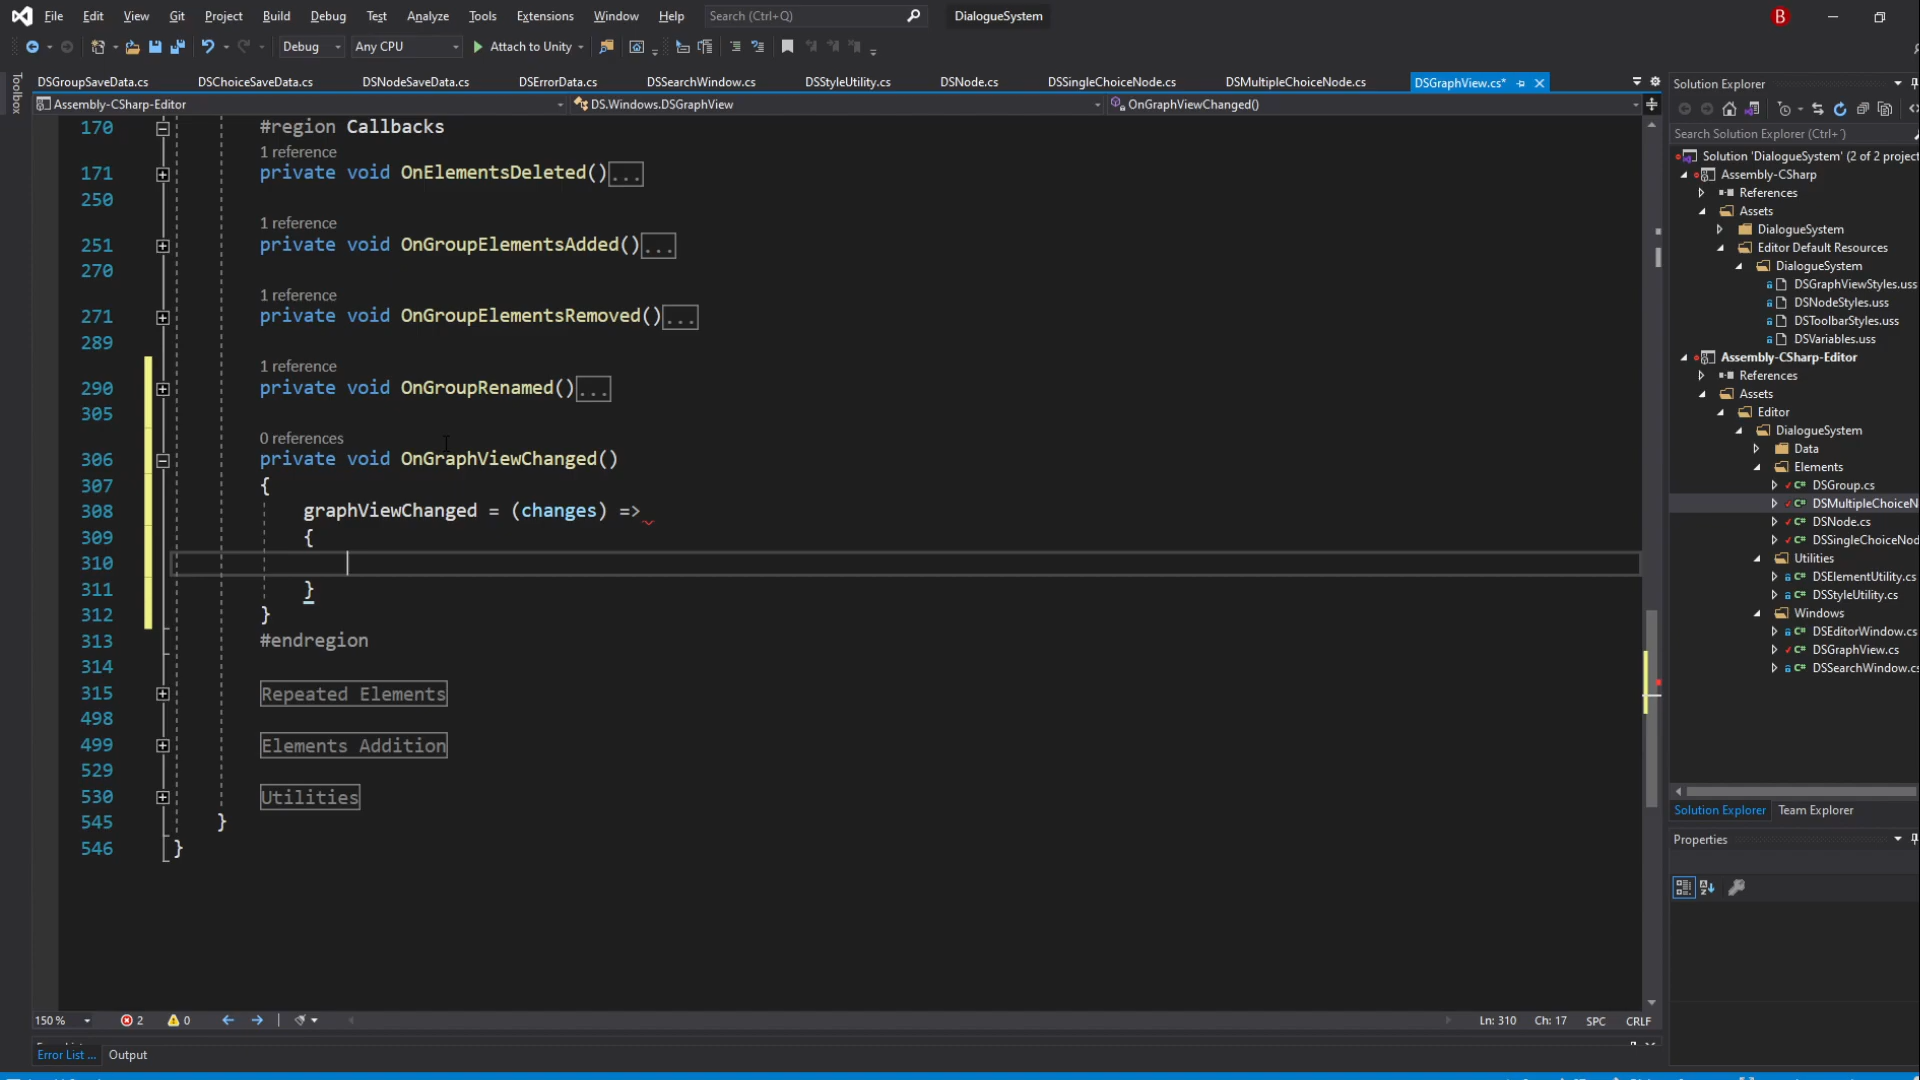 File Edit View Git Project Build Debug Test Analyze Tools Extensions Window Help Search (Ctrl+Q) DialogueSystem B
Debug Any CPU Attach to Unity
DSGroupSaveData.cs DSChoiceSaveData.cs DSNodeSaveData.cs DSErrorData.cs DSSearchWindow.cs DSStyleUtility.cs DSNode.cs DSSingleChoiceNode.cs DSMultipleChoiceNode.cs DSGraphView.cs*
Toolbox
Assembly-CSharp-Editor DS.Windows.DSGraphView OnGraphViewChanged()
170 #region Callbacks
1 reference
171 private void OnElementsDeleted()...
250
1 reference
251 private void OnGroupElementsAdded()...
270
1 reference
271 private void OnGroupElementsRemoved()...
289
1 reference
290 private void OnGroupRenamed()...
305
0 references
306 private void OnGraphViewChanged()
307 {
308 graphViewChanged = (changes) =>
309 {
310
311 }
312 }
313 #endregion
314
315 Repeated Elements
498
499 Elements Addition
529
530 Utilities
545 }
546 }
150 % 2 0 Ln: 310 Ch: 17 SPC CRLF
Error List ... Output
Solution Explorer
Search Solution Explorer (Ctrl+
Solution 'DialogueSystem' (2 of 2 project
Assembly-CSharp
References
Assets
DialogueSystem
Editor Default Resources
DialogueSystem
DSGraphViewStyles.uss
DSNodeStyles.uss
DSToolbarStyles.uss
DSVariables.uss
Assembly-CSharp-Editor
References
Assets
Editor
DialogueSystem
Data
Elements
DSGroup.cs
DSMultipleChoiceN
DSNode.cs
DSSingleChoiceNod
Utilities
DSElementUtility.cs
DSStyleUtility.cs
Windows
DSEditorWindow.cs
DSGraphView.cs
DSSearchWindow.cs
Solution Explorer Team Explorer
Properties